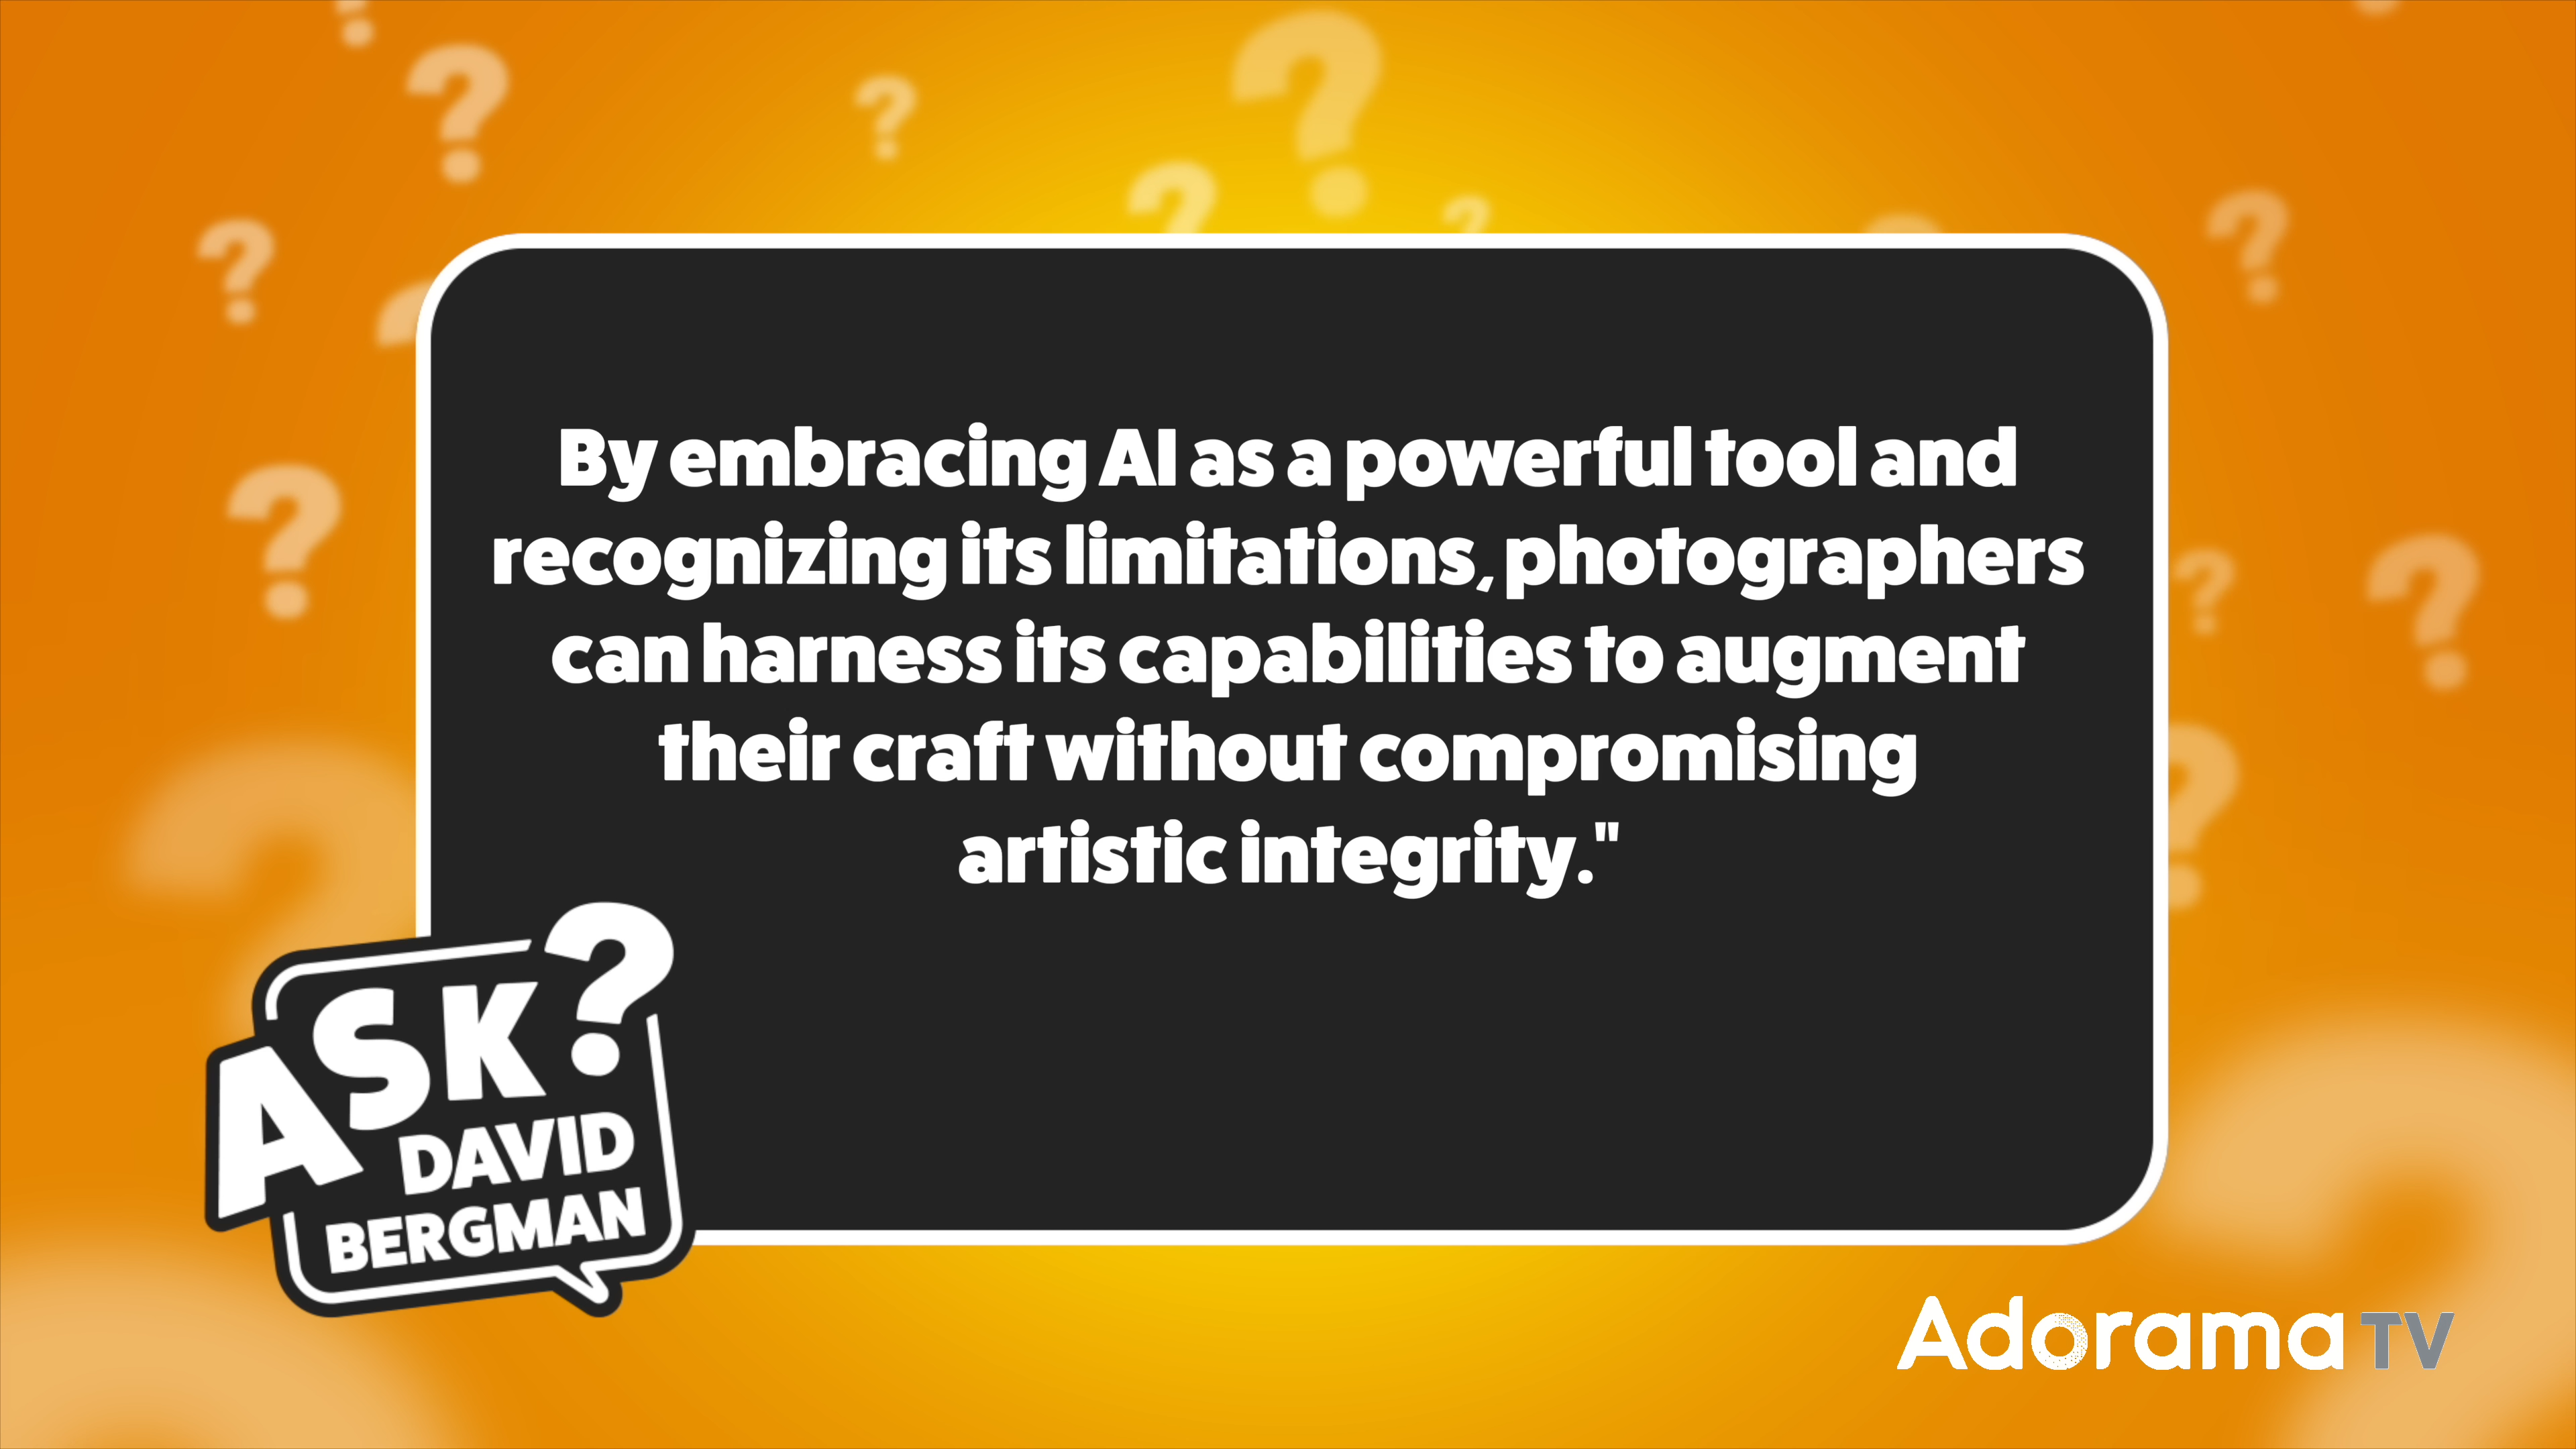 By embracing AI as a powerful tool and
recognizing its limitations, photographers
can harness its capabilities to augment
their craft without compromising
artistic integrity."
ASK?
DAVID
BERGMAN
Adorama TV